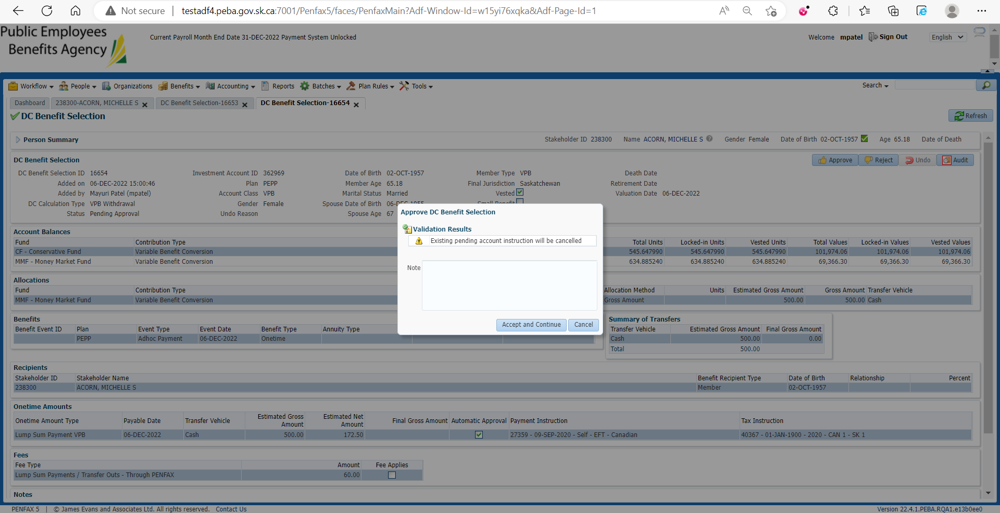 Not secure | testadf4.peba.gov.sk.ca:7001/Penfax5/faces/PenfaxMain?Adf-Window-Id=w15yi76xqka&Adf-Page-Id=1
Public Employees
Benefits Agency
Current Payroll Month End Date 31-DEC-2022 Payment System Unlocked
Welcome mpatel Sign Out English
Workflow People Organizations Benefits Accounting Reports Batches Plan Rules Tools Search
Dashboard 238300-ACORN, MICHELLE S DC Benefit Selection-16653 DC Benefit Selection-16654
DC Benefit Selection Refresh
Person Summary Stakeholder ID 238300 Name ACORN, MICHELLE S Gender Female Date of Birth 02-OCT-1957 Age 65.18 Date of Death
DC Benefit Selection Approve Reject Undo Audit
DC Benefit Selection ID 16654 Investment Account ID 362969 Date of Birth 02-OCT-1957 Member Type VPB Death Date
Added on 06-DEC-2022 15:00:46 Plan PEPP Member Age 65.18 Final Jurisdiction Saskatchewan Retirement Date
Added by Mayuri Patel (mpatel) Account Class VPB Marital Status Married Vested Valuation Date 06-DEC-2022
DC Calculation Type VPB Withdrawal Gender Female Spouse Date of Birth 06-DEC-1955 Small Benefit
Status Pending Approval Undo Reason Spouse Age 67
Approve DC Benefit Selection
Validation Results
Existing pending account instruction will be cancelled
Note
Accept and Continue Cancel
Account Balances
Fund Contribution Type Total Units Locked-in Units Vested Units Total Values Locked-in Values Vested Values
CF - Conservative Fund Variable Benefit Conversion 545.647990 545.647990 545.647990 101,974.06 101,974.06 101,974.06
MMF - Money Market Fund Variable Benefit Conversion 634.885240 634.885240 634.885240 69,366.30 69,366.30 69,366.30
Allocations
Fund Contribution Type Allocation Method Units Estimated Gross Amount Gross Amount Transfer Vehicle
MMF - Money Market Fund Variable Benefit Conversion Gross Amount 500.00 500.00 Cash
Benefits
Benefit Event ID Plan Event Type Event Date Benefit Type Annuity Type
PEPP Adhoc Payment 06-DEC-2022 Onetime
Summary of Transfers
Transfer Vehicle Estimated Gross Amount Final Gross Amount
Cash 500.00 0.00
Total 500.00
Recipients
Stakeholder ID Stakeholder Name Benefit Recipient Type Date of Birth Relationship Percent
238300 ACORN, MICHELLE S Member 02-OCT-1957
Onetime Amounts
Onetime Amount Type Payable Date Transfer Vehicle Estimated Gross Amount Estimated Net Amount Final Gross Amount Automatic Approval Payment Instruction Tax Instruction
Lump Sum Payment VPB 06-DEC-2022 Cash 500.00 172.50 27359 - 09-SEP-2020 - Self - EFT - Canadian 40367 - 01-JAN-1900 - 2020 - CAN 1 - SK 1
Fees
Fee Type Amount Fee Applies
Lump Sum Payments / Transfer Outs - Through PENFAX 60.00
Notes
PENFAX 5 | © James Evans and Associates Ltd. All rights reserved. Contact Us Version 22.4.1.PEBA.RQA1.e13b0ee0